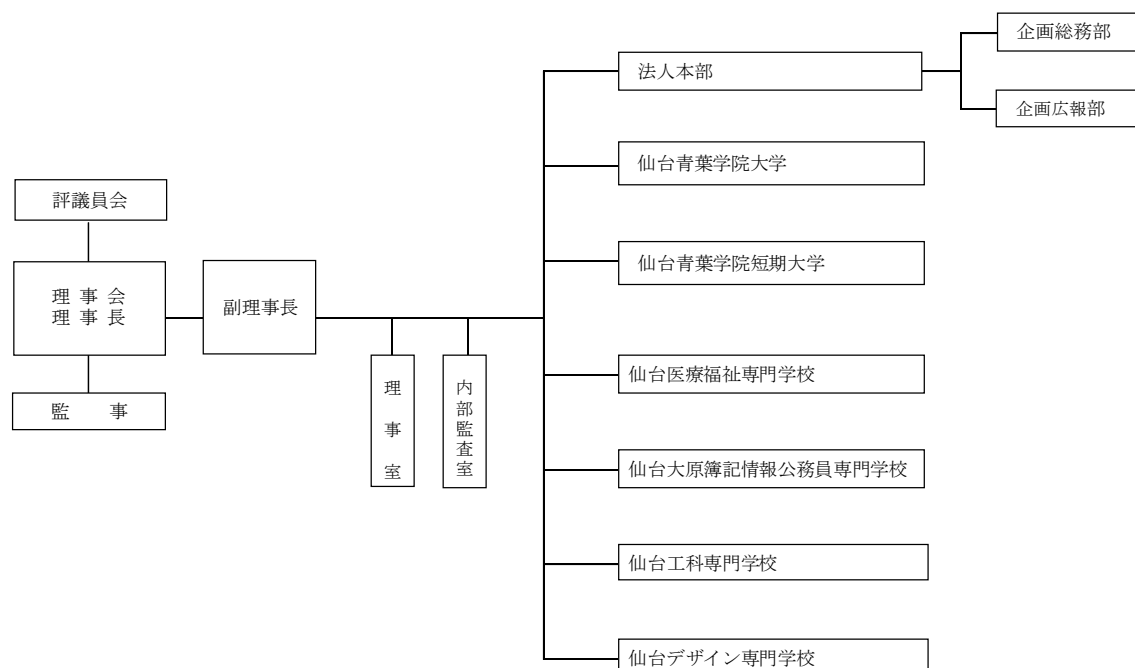 企画総務部
法人本部
企画広報部
仙台青葉学院大学
評議員会
仙台青葉学院短期大学
理事会
理事長
副理事長
監　　事
理事室
内部監査室
仙台医療福祉専門学校
仙台大原簿記情報公務員専門学校
仙台工科専門学校
仙台デザイン専門学校